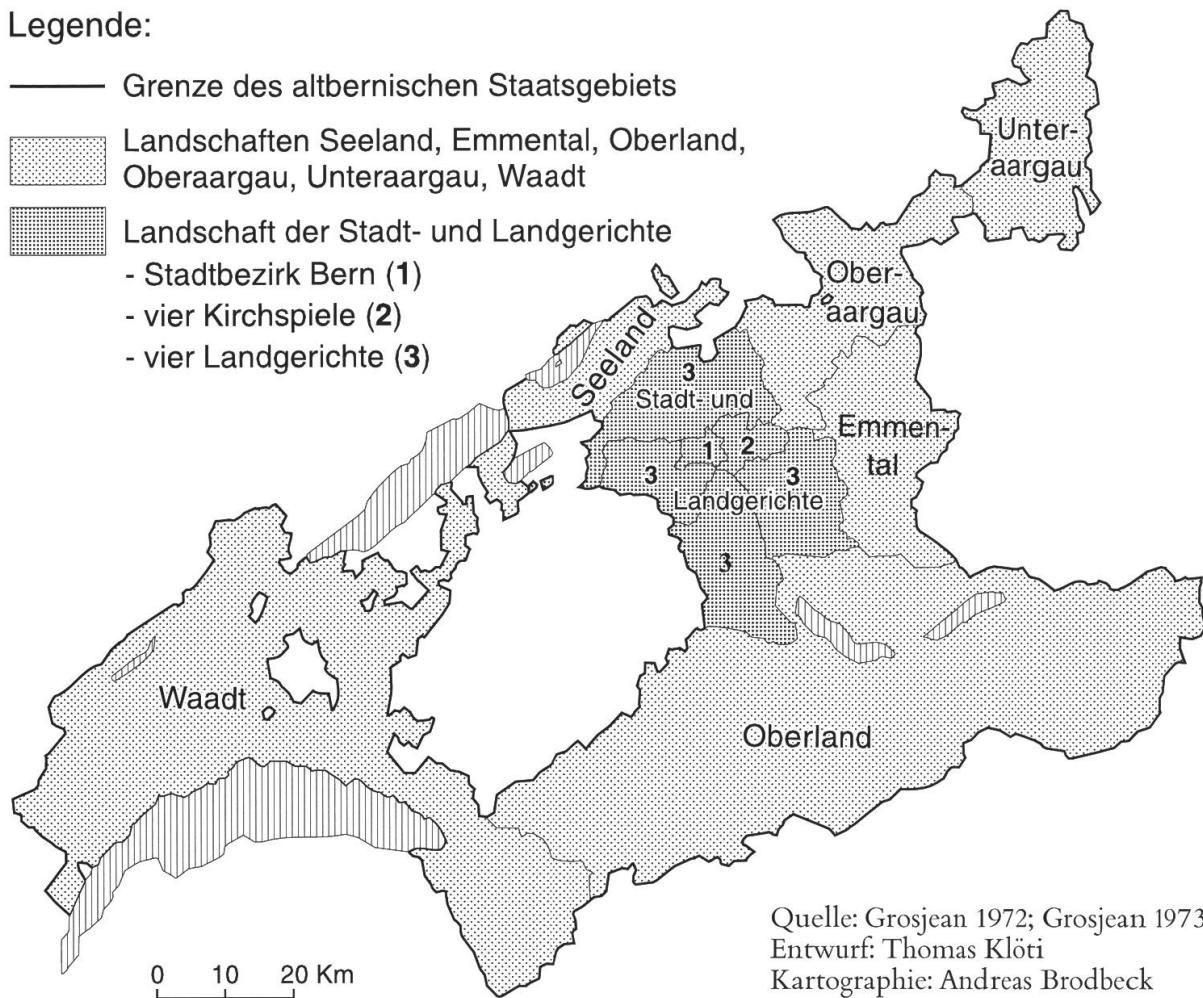 Legende:
Grenze des altbernischen Staatsgebiets
Landschaften Seeland, Emmental, Oberland,
Oberaargau, Unteraargau, Waadt
Landschaft der Stadt- und Landgerichte
- Stadtbezirk Bern (1)
- vier Kirchspiele (2)
- vier Landgerichte (3)
Unter-
aargau
Ober-
aargau
Seeland
3
Stadt- und
Emmen-
tal
1
2
3
3
Landgerichte
3
Waadt
Oberland
Quelle: Grosjean 1972; Grosjean 1973
Entwurf: Thomas Klöti
Kartographie: Andreas Brodbeck
0 10 20 Km